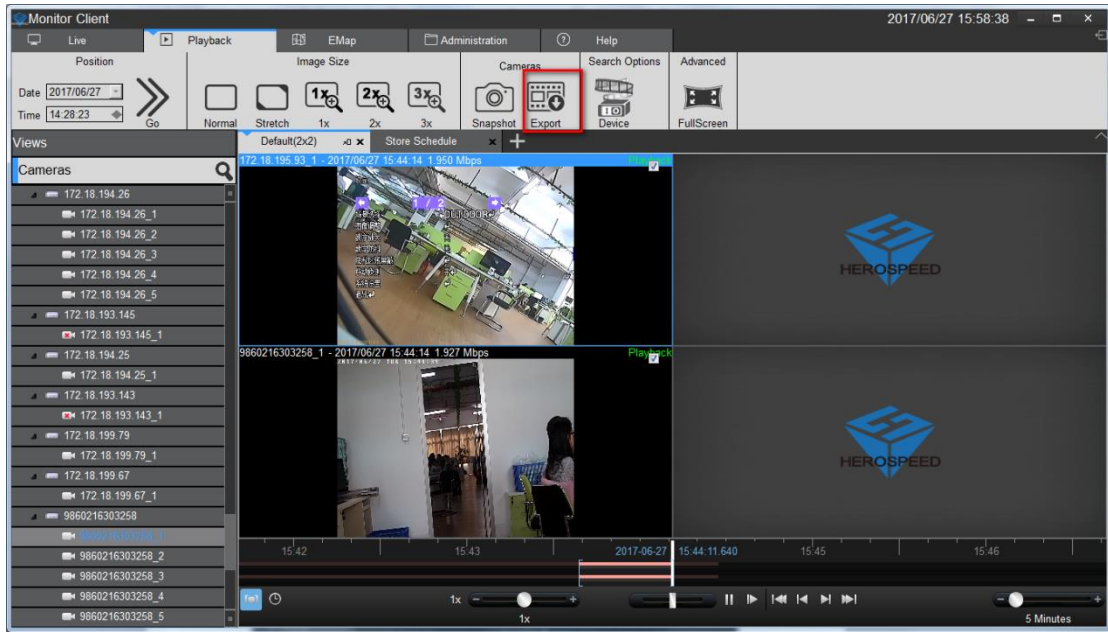 Monitor Client 2017/06/27 15:58:38
Live Playback EMap Administration Help
Position Image Size Cameras Search Options Advanced
Date 2017/06/27
Time 14:28:23
Go Normal Stretch 1x 2x 3x Snapshot Export Device FullScreen
Views Default(2x2) Store Schedule
Cameras
172.18.195.93_1 - 2017/06/27 15:44:14 1.950 Mbps Playback
172.18.194.26
172.18.194.26_1
172.18.194.26_2
172.18.194.26_3
172.18.194.26_4
172.18.194.26_5
172.18.193.145
172.18.193.145_1
172.18.194.25
172.18.194.25_1
172.18.193.143
172.18.193.143_1
172.18.199.79
172.18.199.79_1
172.18.199.67
172.18.199.67_1
9860216303258
9860216303258_2
9860216303258_3
9860216303258_4
9860216303258_5
1 / 2
OUTDOOR
HEROSPEED
9860216303258_1 - 2017/06/27 15:44:14 1.927 Mbps Playback
HEROSPEED
15:42 15:43 2017-06-27 15:44:11.640 15:45 15:46
1x
1x
5 Minutes